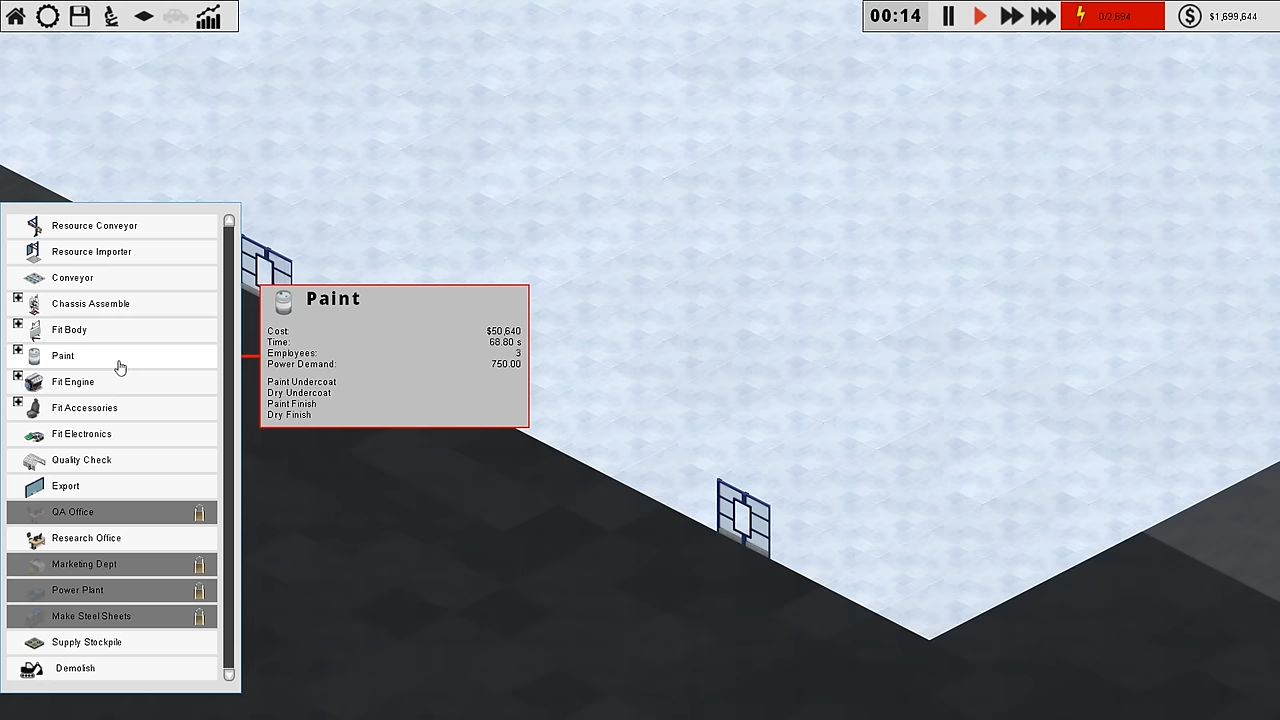 00:14
0/2,694
$1,699,644
Resource Conveyor
Resource Importer
Conveyor
Chassis Assemble
Fit Body
Paint
Fit Engine
Fit Accessories
Fit Electronics
Quality Check
Export
QA Office
Research Office
Marketing Dept
Power Plant
Make Steel Sheets
Supply Stockpile
Demolish
Paint
Cost: $50,640
Time: 68.80 s
Employees: 3
Power Demand: 750.00
Paint Undercoat
Dry Undercoat
Paint Finish
Dry Finish